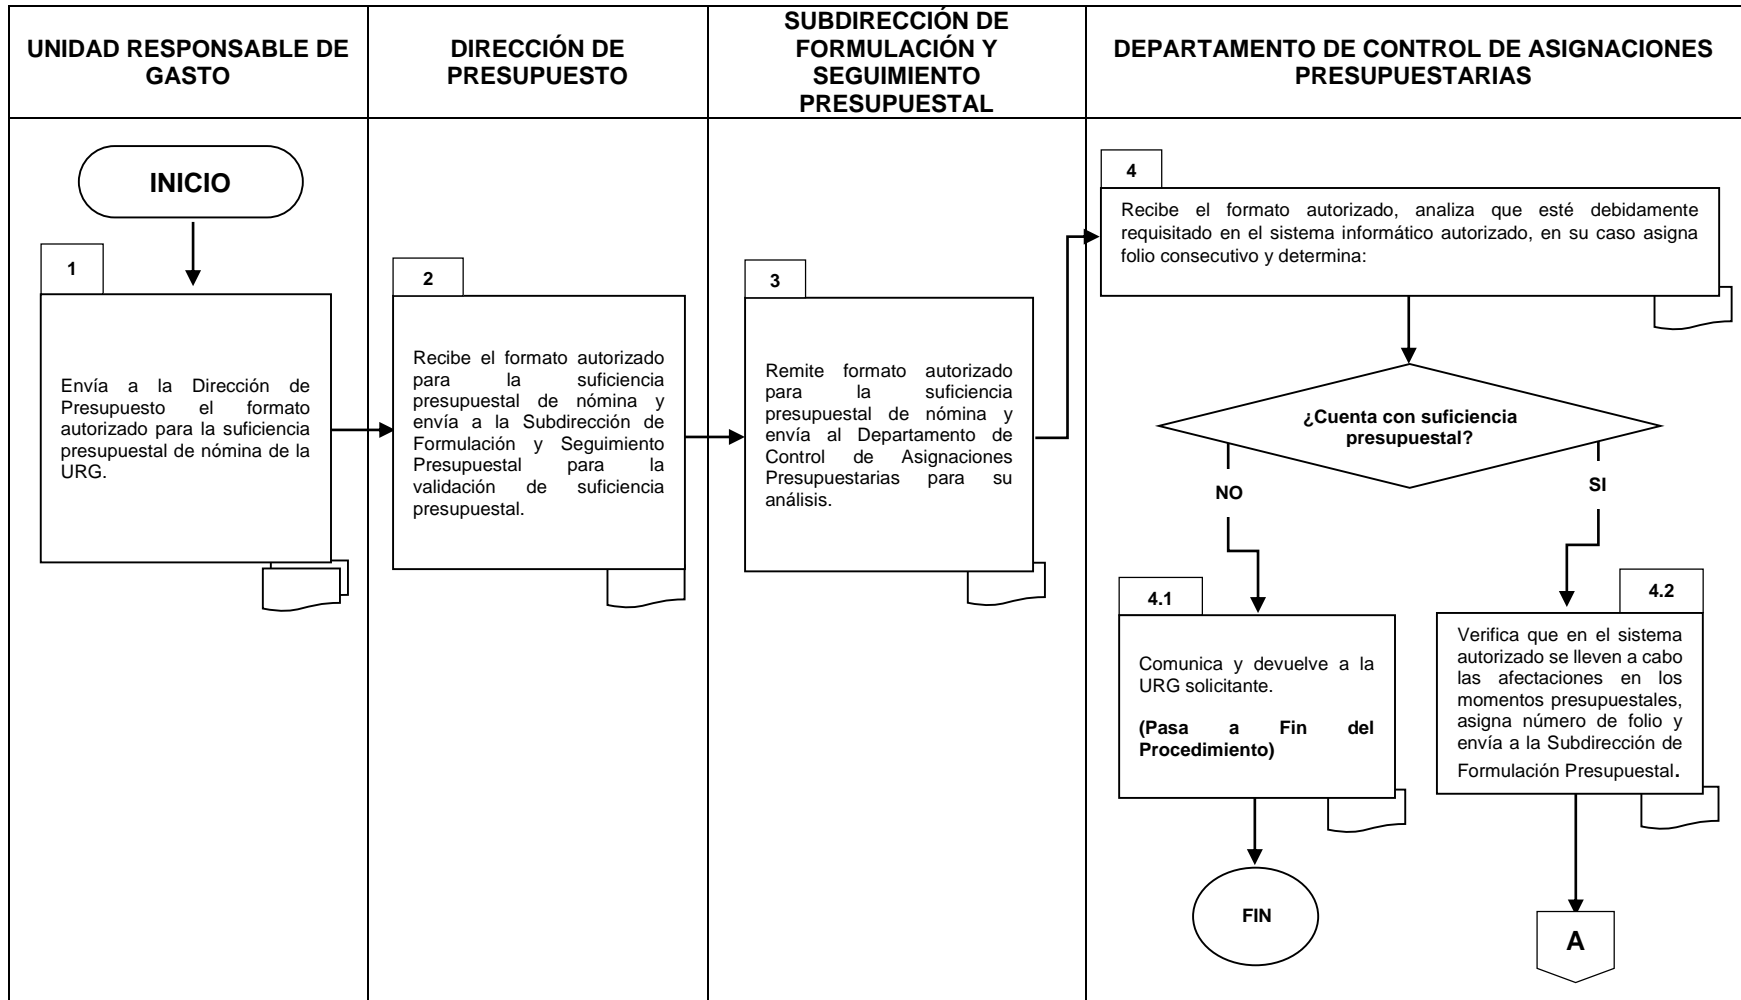 UNIDAD RESPONSABLE DE
GASTO
DIRECCIÓN DE
PRESUPUESTO
SUBDIRECCIÓN DE
FORMULACIÓN Y
SEGUIMIENTO
PRESUPUESTAL
DEPARTAMENTO DE CONTROL DE ASIGNACIONES
PRESUPUESTARIAS
INICIO
1
Envía a la Dirección de
Presupuesto el formato
autorizado para la suficiencia
presupuestal de nómina de la
URG.
2
Recibe el formato autorizado
para la suficiencia
presupuestal de nómina y
envía a la Subdirección de
Formulación y Seguimiento
Presupuestal para la
validación de suficiencia
presupuestal.
3
Remite formato autorizado
para la suficiencia
presupuestal de nómina y
envía al Departamento de
Control de Asignaciones
Presupuestarias para su
análisis.
4
Recibe el formato autorizado, analiza que esté debidamente
requisitado en el sistema informático autorizado, en su caso asigna
folio consecutivo y determina:
¿Cuenta con suficiencia
presupuestal?
NO
SI
4.1
Comunica y devuelve a la
URG solicitante.
(Pasa a Fin del
Procedimiento)
FIN
4.2
Verifica que en el sistema
autorizado se lleven a cabo
las afectaciones en los
momentos presupuestales,
asigna número de folio y
envía a la Subdirección de
Formulación Presupuestal.
A